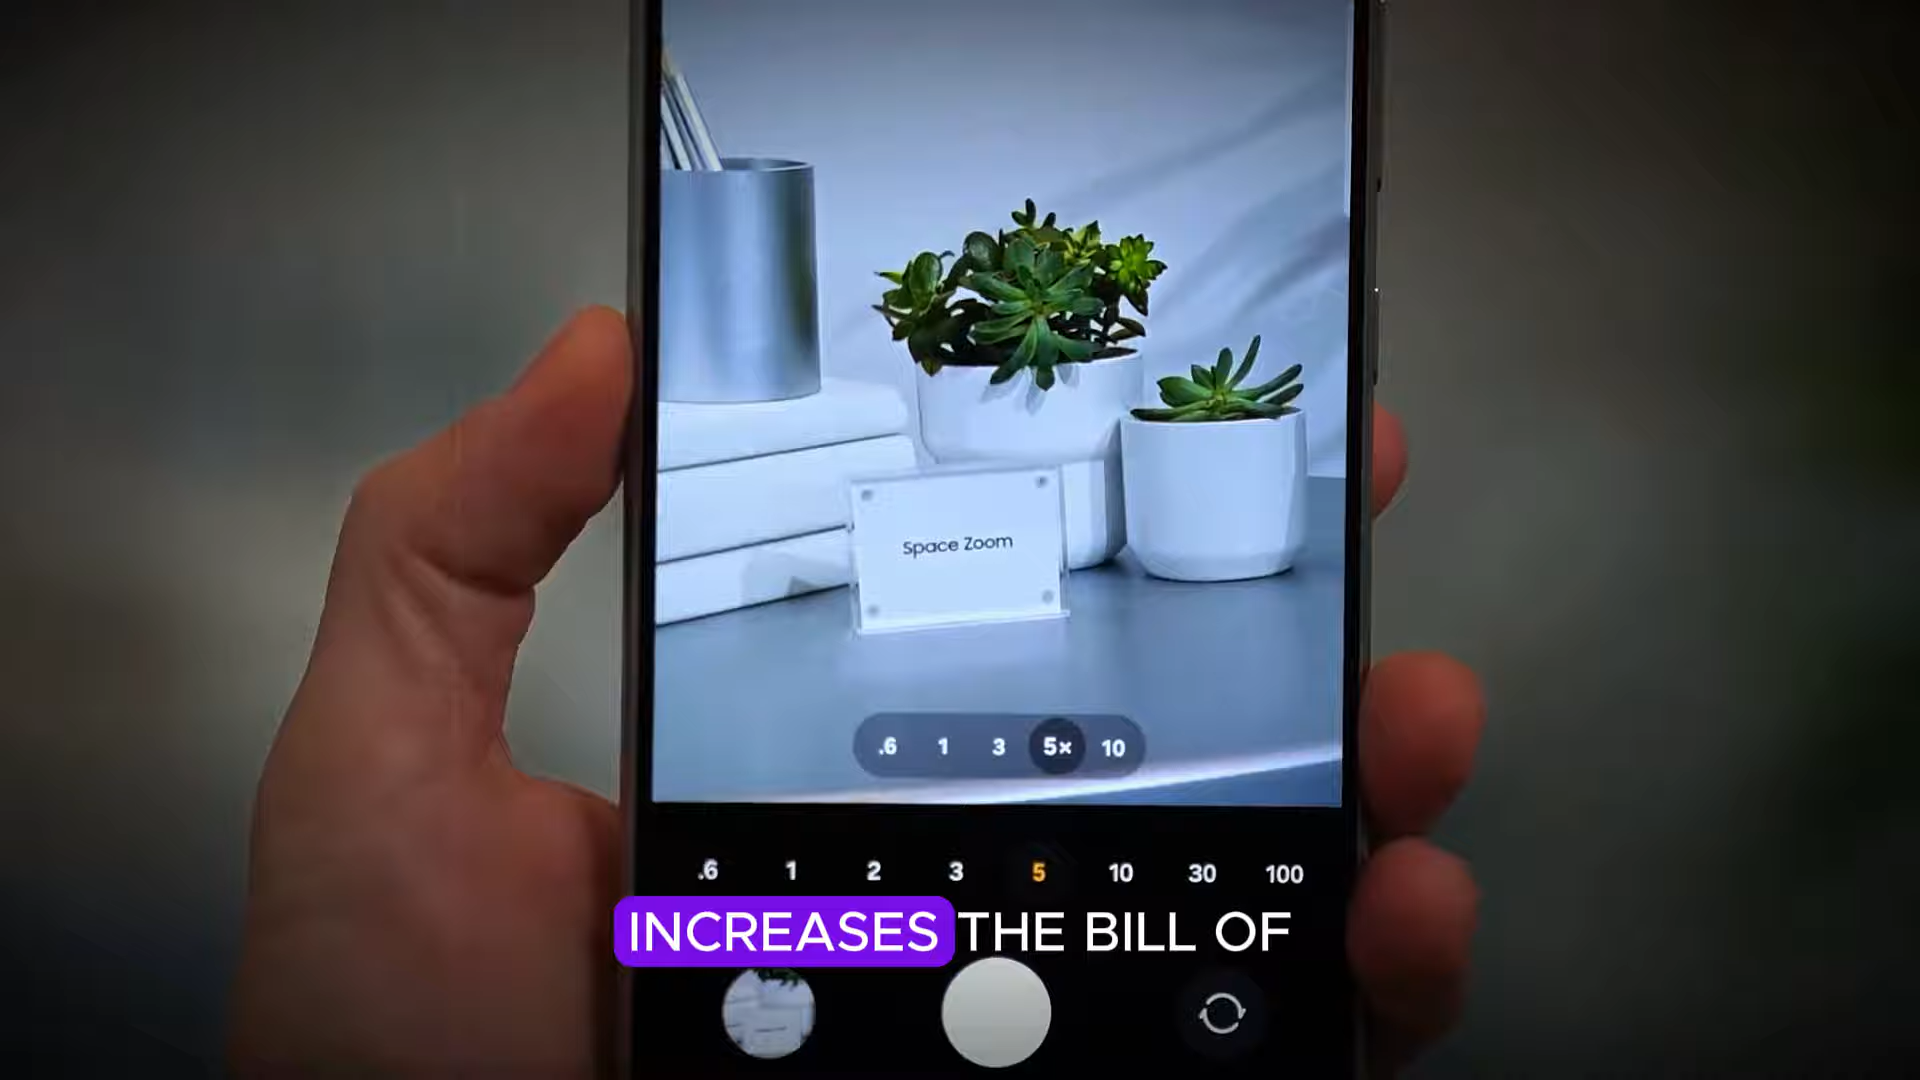 Space Zoom
.6 1 3 5× 10
.6 1 2 3 5 10 30 100
INCREASES THE BILL OF